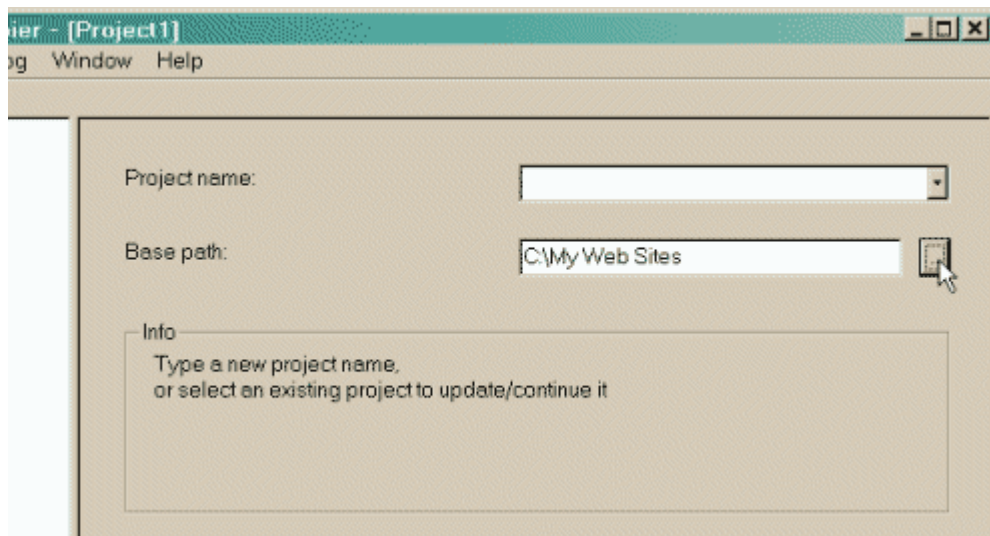 ier - [Project1]
og Window Help
Project name:
Base path: C:\My Web Sites
Info
Type a new project name,
or select an existing project to update/continue it